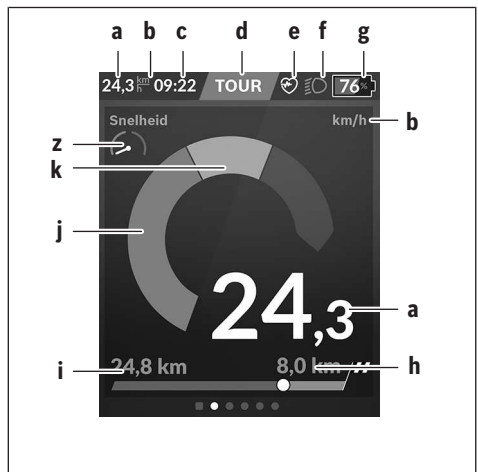 a b c d e f g
24,3 km/h 09:22 TOUR 76%
Snelheid km/h b
z
k
j
24,3 a
i 24,8 km 8,0 km h